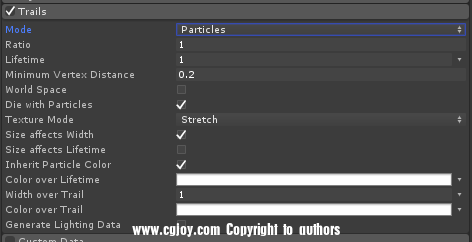 Trails
Mode Particles
Ratio 1
Lifetime 1
Minimum Vertex Distance 0.2
World Space
Die with Particles
Texture Mode Stretch
Size affects Width
Size affects Lifetime
Inherit Particle Color
Color over Lifetime
Width over Trail 1
Color over Trail
Generate Lighting Data
www.cgjoy.com Copyright to authors
Custom Data